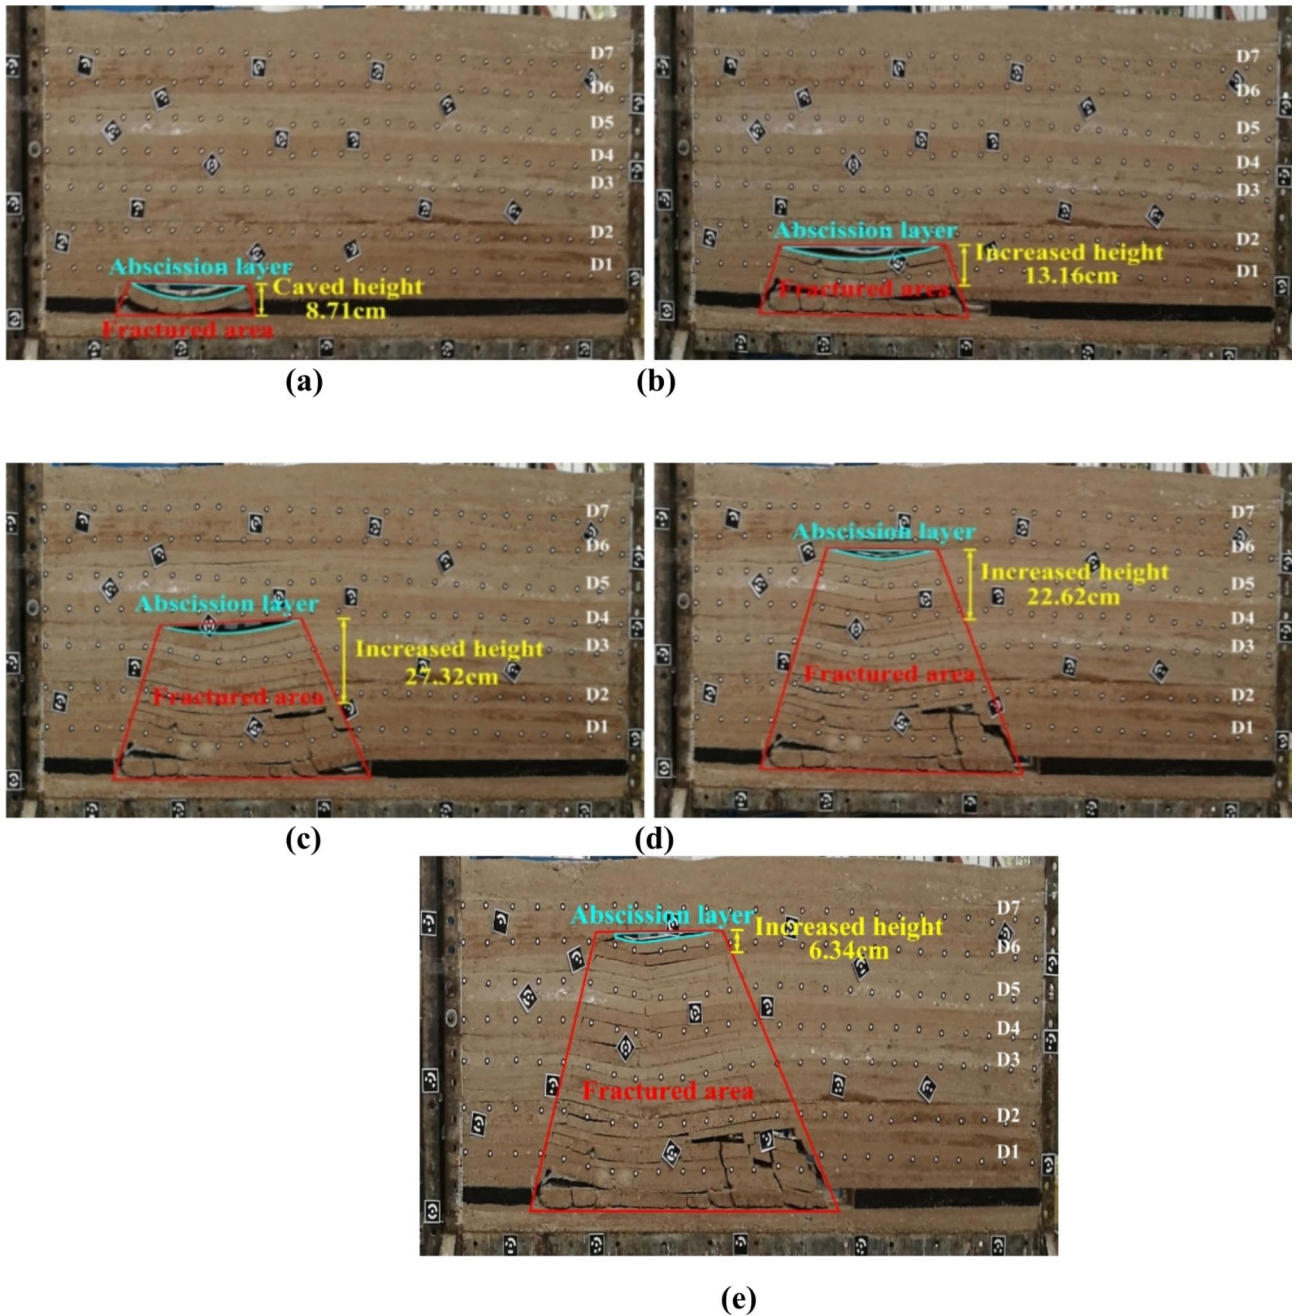 D7
D6
D5
D4
D3
D2
D1
Abscission layer
Caved height
8.71cm
Fractured area
(a)
D7
D6
D5
D4
D3
D2
D1
Abscission layer
Increased height
13.16cm
Fractured area
(b)
D7
D6
D5
D4
D3
D2
D1
Abscission layer
Increased height
27.32cm
Fractured area
(c)
D7
D6
D5
D4
D3
D2
D1
Abscission layer
Increased height
22.62cm
Fractured area
(d)
D7
D6
D5
D4
D3
D2
D1
Abscission layer
Increased height
6.34cm
Fractured area
(e)